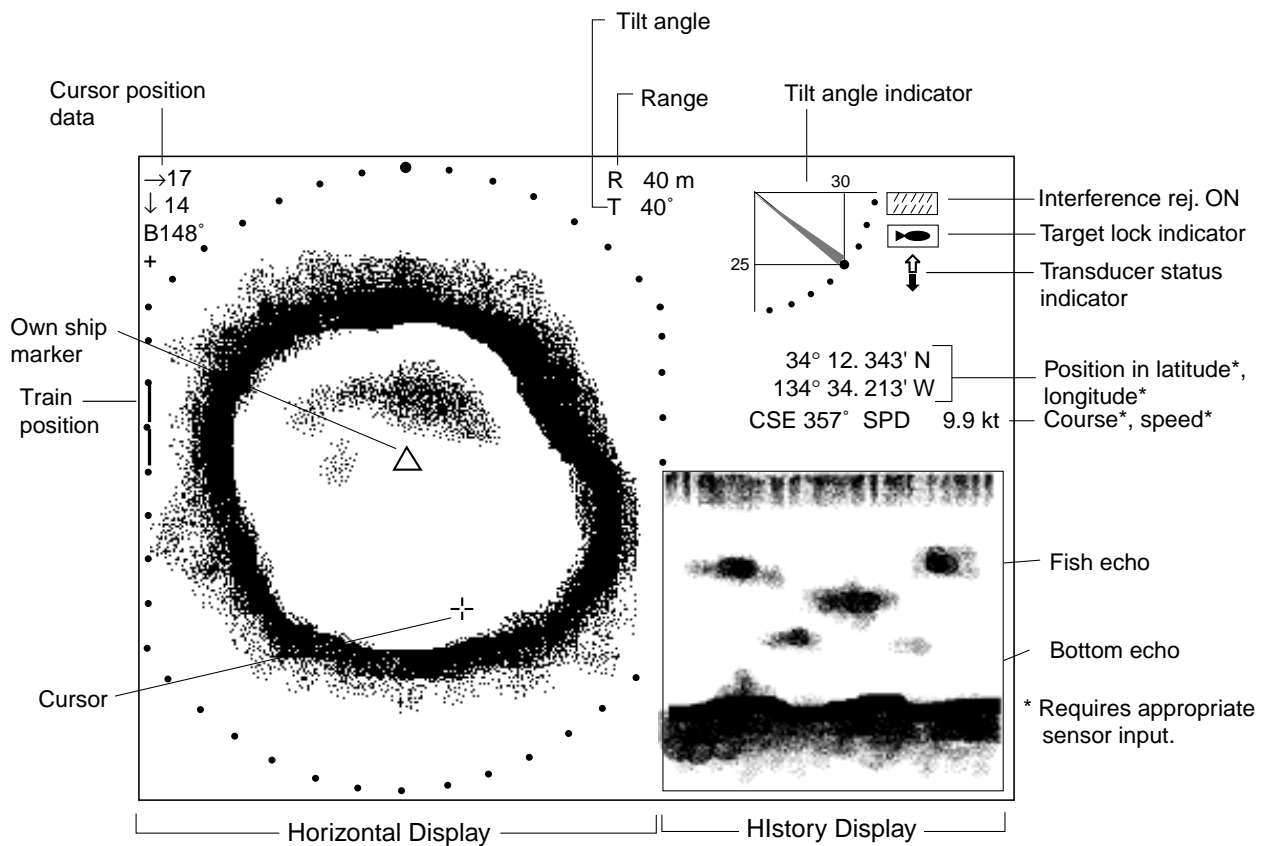 Tilt angle
Cursor position
data
Range
Tilt angle indicator
→17
↓ 14
B148°
+
R 40 m
T 40°
30
25
Interference rej. ON
Target lock indicator
Transducer status
indicator
Own ship
marker
Train
position
34° 12. 343' N
134° 34. 213' W
CSE 357° SPD 9.9 kt
Position in latitude*,
longitude*
Course*, speed*
Fish echo
Bottom echo
Cursor
* Requires appropriate
sensor input.
Horizontal Display
HIstory Display